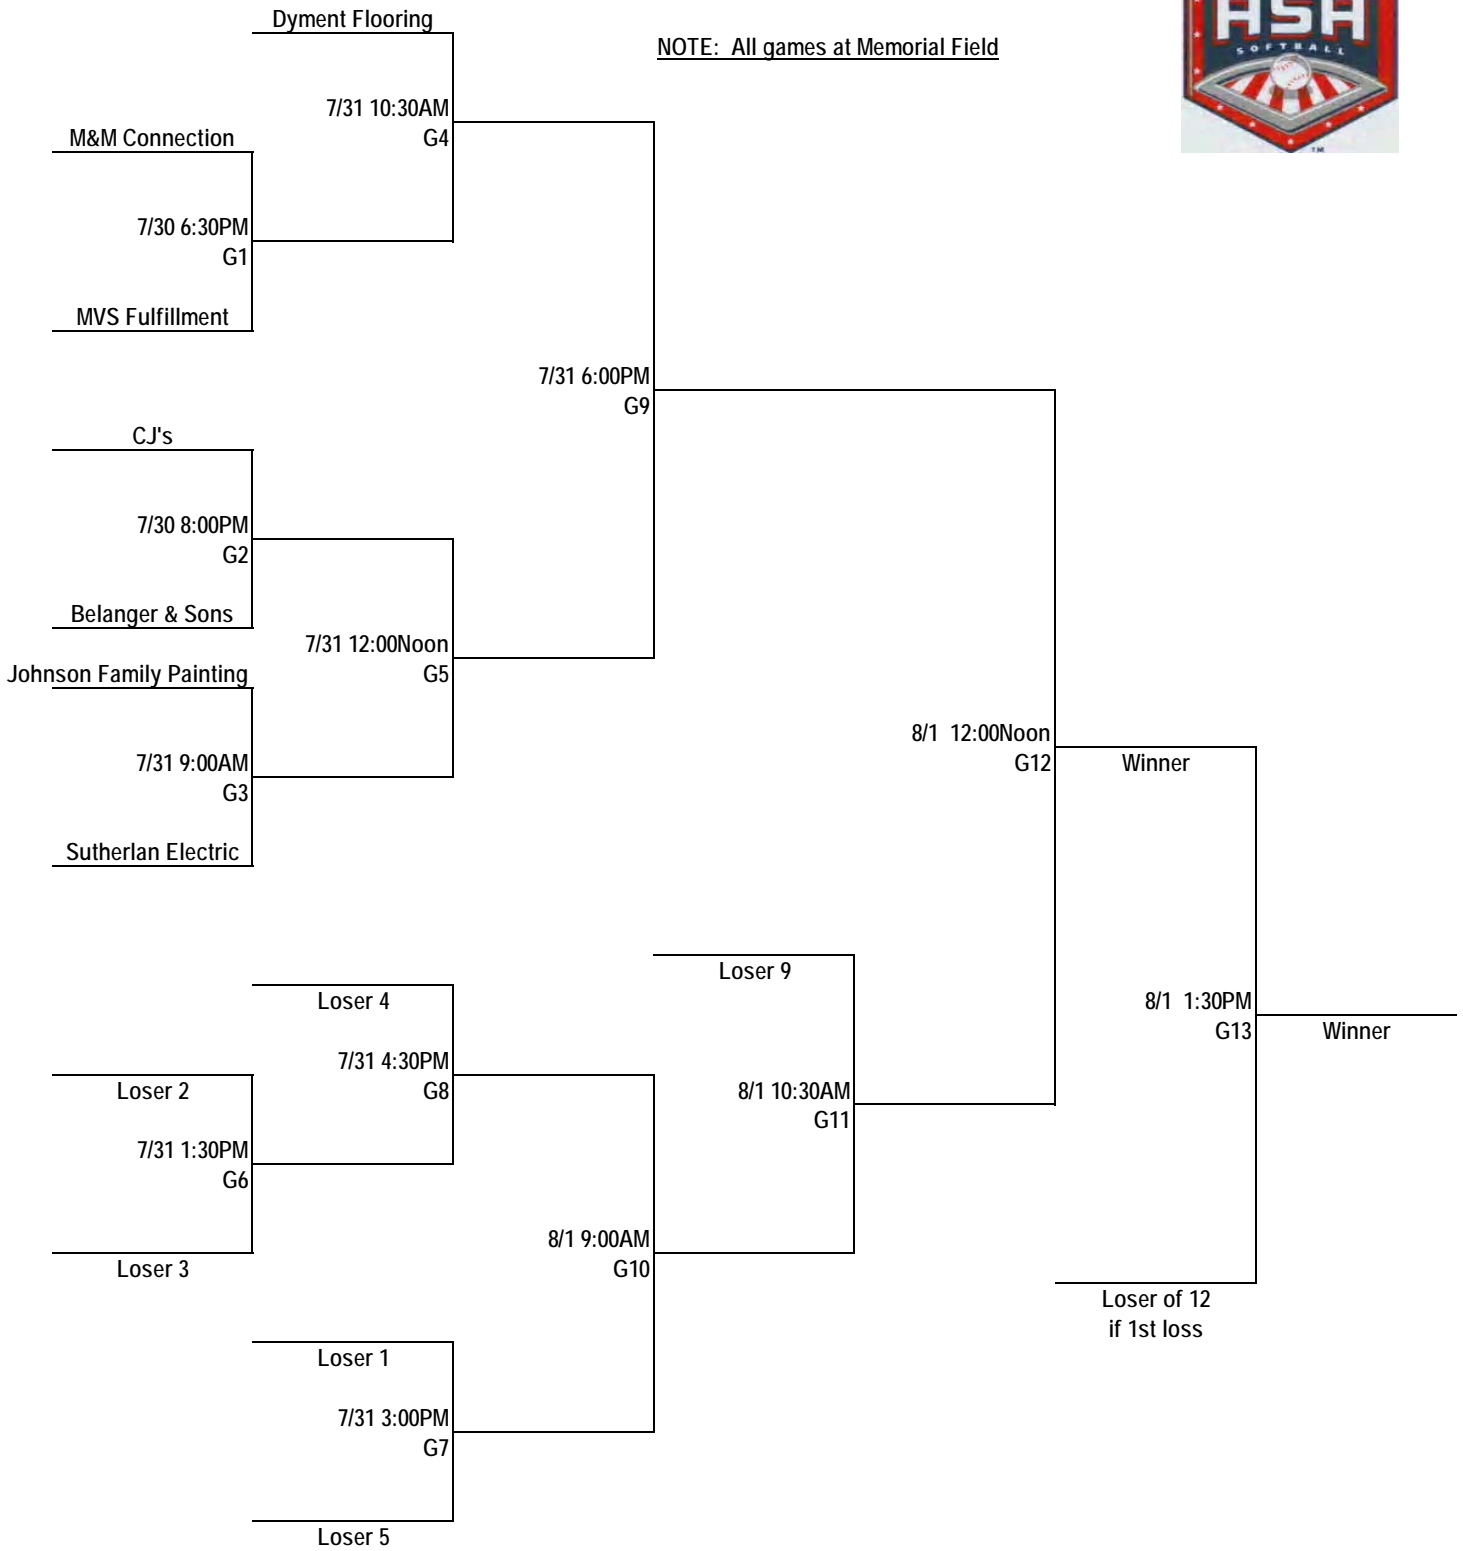 Dyment Flooring
NOTE: All games at Memorial Field
ASA
SOFTBALL
TM
7/31 10:30AM
G4
M&M Connection
7/30 6:30PM
G1
MVS Fulfillment
7/31 6:00PM
G9
CJ's
7/30 8:00PM
G2
Belanger & Sons
7/31 12:00Noon
G5
Johnson Family Painting
7/31 9:00AM
G3
Sutherlan Electric
8/1 12:00Noon
G12
Winner
Loser 9
Loser 4
8/1 1:30PM
G13
Winner
7/31 4:30PM
G8
Loser 2
8/1 10:30AM
G11
7/31 1:30PM
G6
8/1 9:00AM
G10
Loser 3
Loser of 12
if 1st loss
Loser 1
7/31 3:00PM
G7
Loser 5